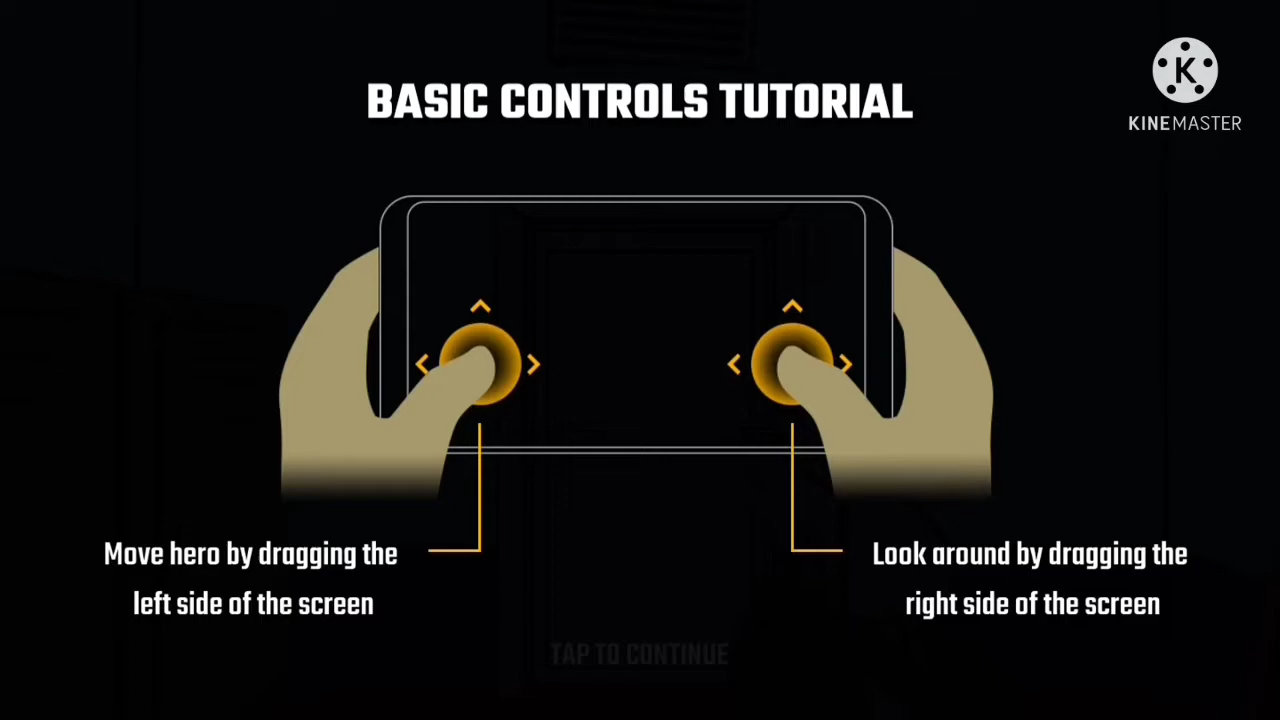 BASIC CONTROLS TUTORIAL
K
KINEMASTER
Move hero by dragging the
left side of the screen
Look around by dragging the
right side of the screen
TAP TO CONTINUE